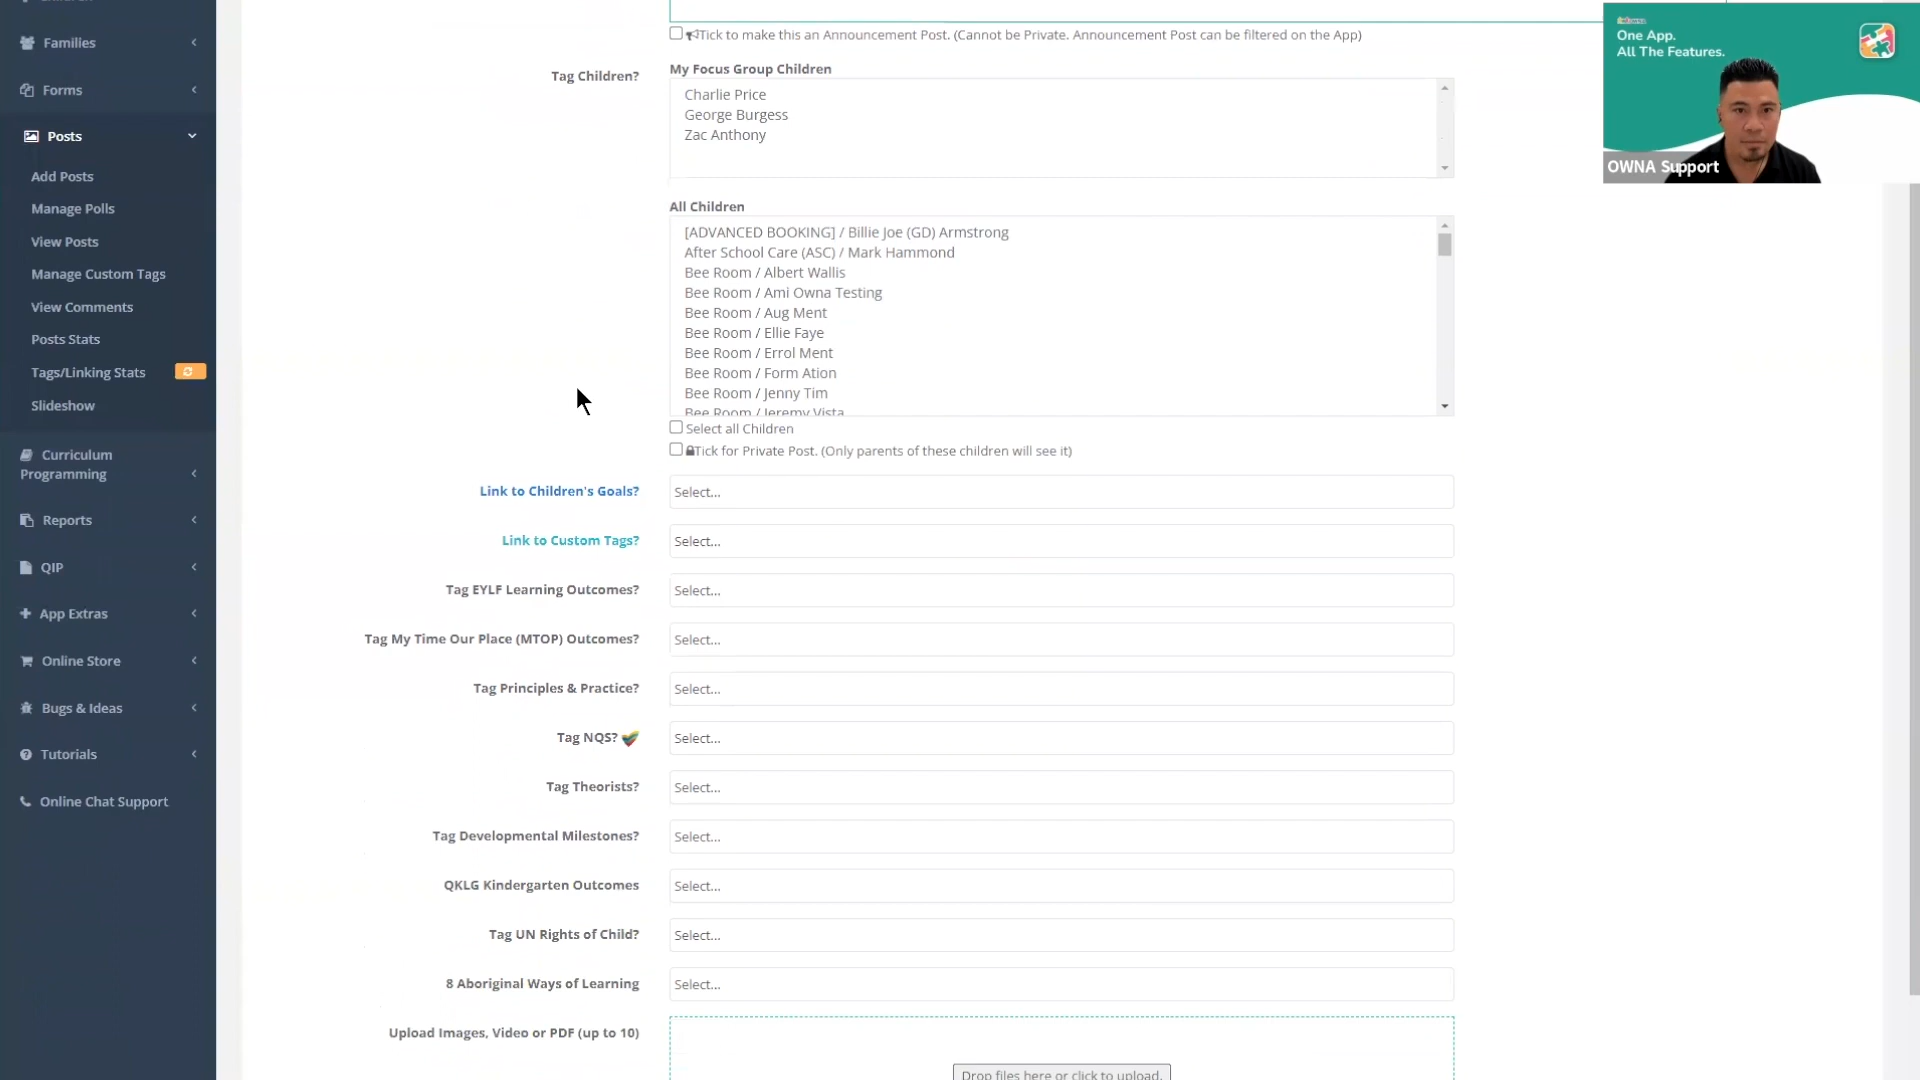 Families
Forms
Posts
Add Posts
Manage Polls
View Posts
Manage Custom Tags
View Comments
Posts Stats
Tags/Linking Stats
Slideshow
Curriculum
Programming
Reports
QIP
App Extras
Online Store
Bugs & Ideas
Tutorials
Online Chat Support
Tick to make this an Announcement Post. (Cannot be Private. Announcement Post can be filtered on the App)
Tag Children?
My Focus Group Children
Charlie Price
George Burgess
Zac Anthony
All Children
[ADVANCED BOOKING] / Billie Joe (GD) Armstrong
After School Care (ASC) / Mark Hammond
Bee Room / Albert Wallis
Bee Room / Ami Owna Testing
Bee Room / Aug Ment
Bee Room / Ellie Faye
Bee Room / Errol Ment
Bee Room / Form Ation
Bee Room / Jenny Tim
Bee Room / Jeremy Vista
Select all Children
Tick for Private Post. (Only parents of these children will see it)
Link to Children's Goals? Select...
Link to Custom Tags? Select...
Tag EYLF Learning Outcomes? Select...
Tag My Time Our Place (MTOP) Outcomes? Select...
Tag Principles & Practice? Select...
Tag NQS? Select...
Tag Theorists? Select...
Tag Developmental Milestones? Select...
QKLG Kindergarten Outcomes Select...
Tag UN Rights of Child? Select...
8 Aboriginal Ways of Learning Select...
Upload Images, Video or PDF (up to 10)
Drop files here or click to upload.
One App.
All The Features.
OWNA Support